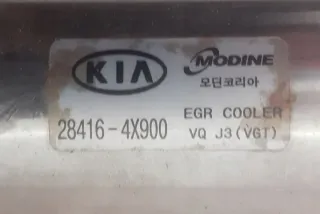 KIA MODINE
모딘코리아
EGR COOLER
28416-4X900 VQ J3(VGT)